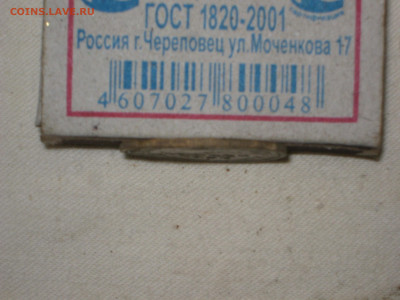 COINS.LAVE.RU
ГОСТ 1820-2001
Россия г.Череповец ул.Моченкова 17
4 607027 800048